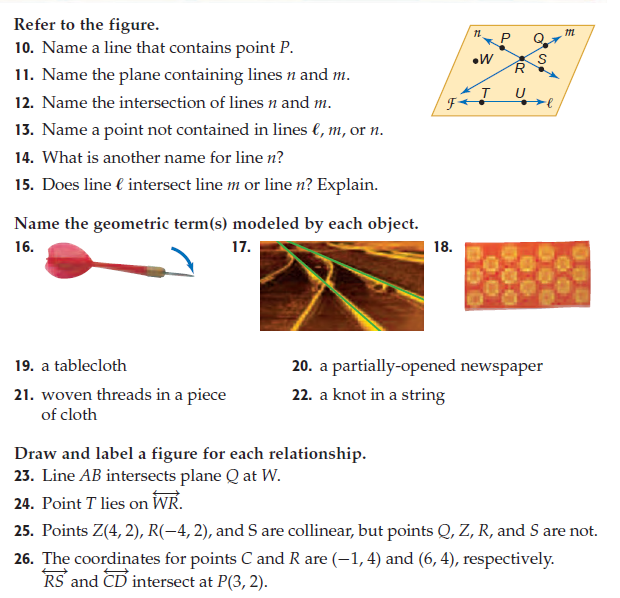 Refer to the figure.
10. Name a line that contains point P.
11. Name the plane containing lines n and m.
12. Name the intersection of lines n and m.
13. Name a point not contained in lines ℓ, m, or n.
14. What is another name for line n?
15. Does line ℓ intersect line m or line n? Explain.
n P Q m
W R S
F T U ℓ
Name the geometric term(s) modeled by each object.
16. 17. 18.
19. a tablecloth 20. a partially-opened newspaper
21. woven threads in a piece 22. a knot in a string
of cloth
Draw and label a figure for each relationship.
23. Line AB intersects plane Q at W.
24. Point T lies on WR.
25. Points Z(4, 2), R(−4, 2), and S are collinear, but points Q, Z, R, and S are not.
26. The coordinates for points C and R are (−1, 4) and (6, 4), respectively.
RS and CD intersect at P(3, 2).